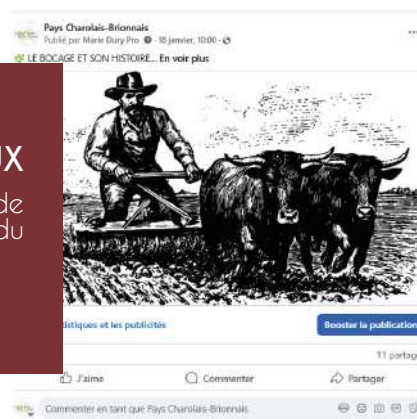 Pays Charolais-Brionnais
Publié par Marie Dury Pro · 18 janvier, 10:00 ·
LE BOCAGE ET SON HISTOIRE... En voir plus
UX
de
du
et les publicités
Booster la publication
11 partag
J'aime
Commenter
Partager
Commenter en tant que Pays Charolais-Brionnais